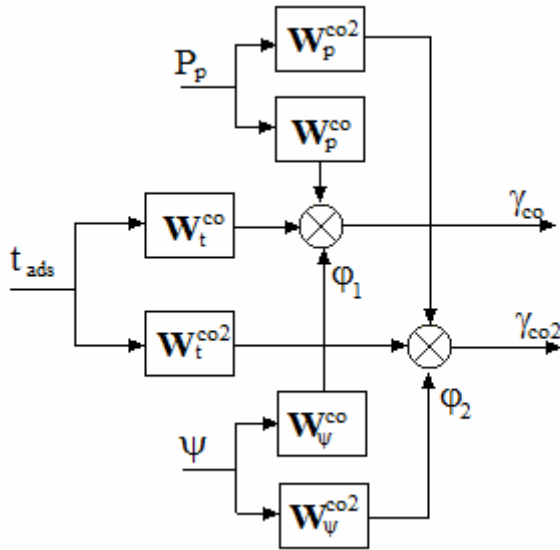 W_p^co2
P_p
W_p^co
W_t^co
γ_co
t_ads
φ_1
W_t^co2
γ_co2
W_ψ^co
φ_2
ψ
W_ψ^co2